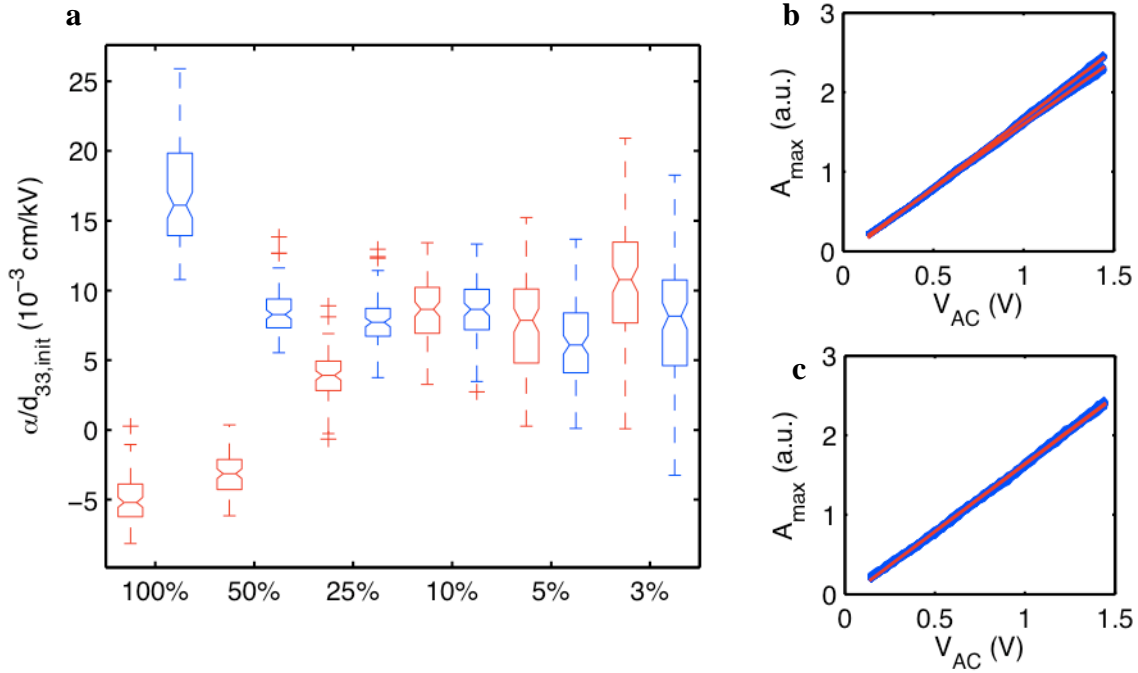 a
α/d33,init (10−3 cm/kV)
25
20
15
10
5
0
−5
100% 50% 25% 10% 5% 3%
b
Amax (a.u.)
3
2
1
0
0 0.5 1 1.5
VAC (V)
c
Amax (a.u.)
3
2
1
0
0 0.5 1 1.5
VAC (V)